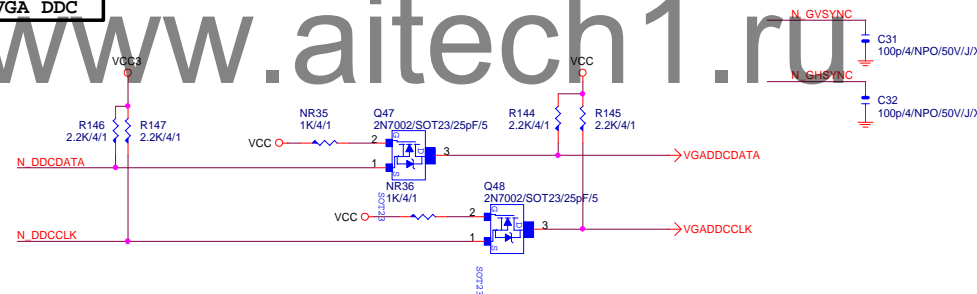 VGA DDC
www.aitech1.ru
N_GVSYNC
C31
100p/4/NPO/50V/J/X
N_GHSYNC
C32
100p/4/NPO/50V/J/X
VCC3
VCC
R146
2.2K/4/1
R147
2.2K/4/1
NR35
1K/4/1
VCC
Q47
2N7002/SOT23/25pF/5
R144
2.2K/4/1
R145
2.2K/4/1
2
G
D
S
1
3
N_DDCDATA
VGADDCDATA
SOT23
NR36
1K/4/1
VCC
Q48
2N7002/SOT23/25pF/5
2
G
D
S
1
3
N_DDCCLK
VGADDCCLK
SOT23